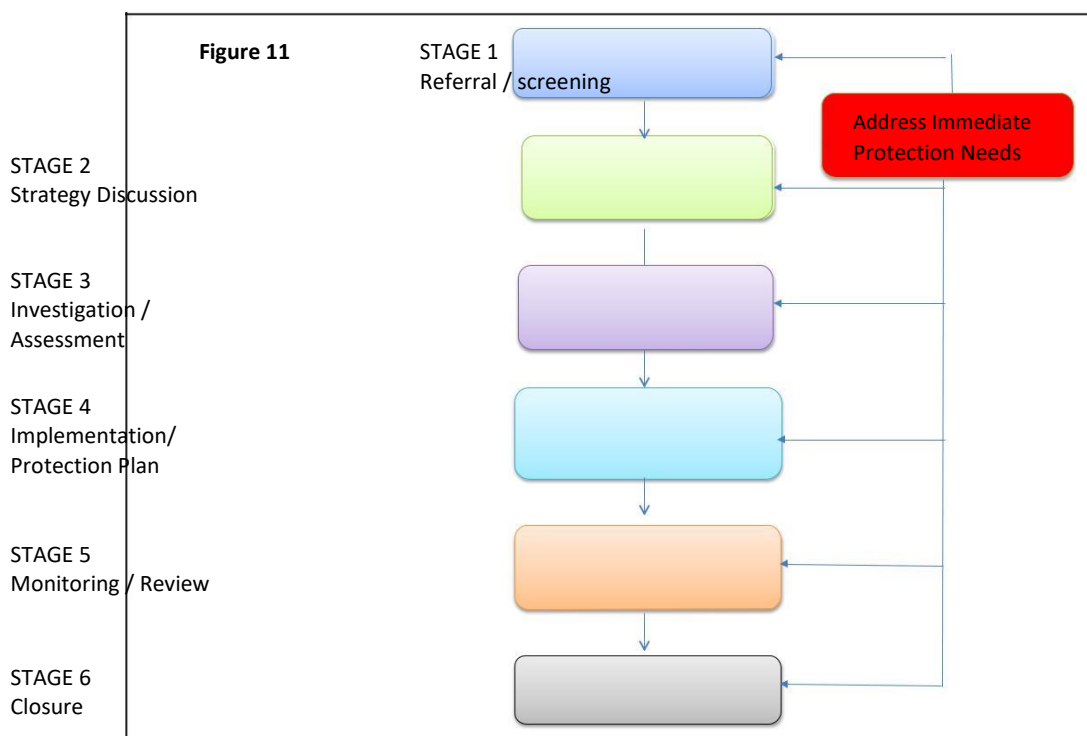 Figure 11
STAGE 1
Referral / screening
Address Immediate
Protection Needs
STAGE 2
Strategy Discussion
STAGE 3
Investigation /
Assessment
STAGE 4
Implementation/
Protection Plan
STAGE 5
Monitoring / Review
STAGE 6
Closure